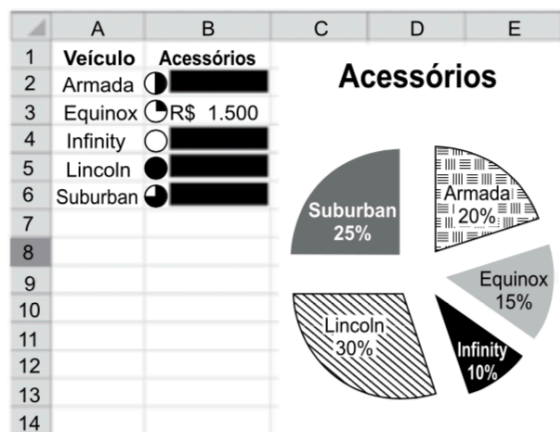 A B C D E
1 Veículo Acessórios
2 Armada
3 Equinox R$ 1.500
4 Infinity
5 Lincoln
6 Suburban
7
8
9
10
11
12
13
14
Acessórios
Suburban
25%
Armada
20%
Equinox
15%
Lincoln
30%
Infinity
10%